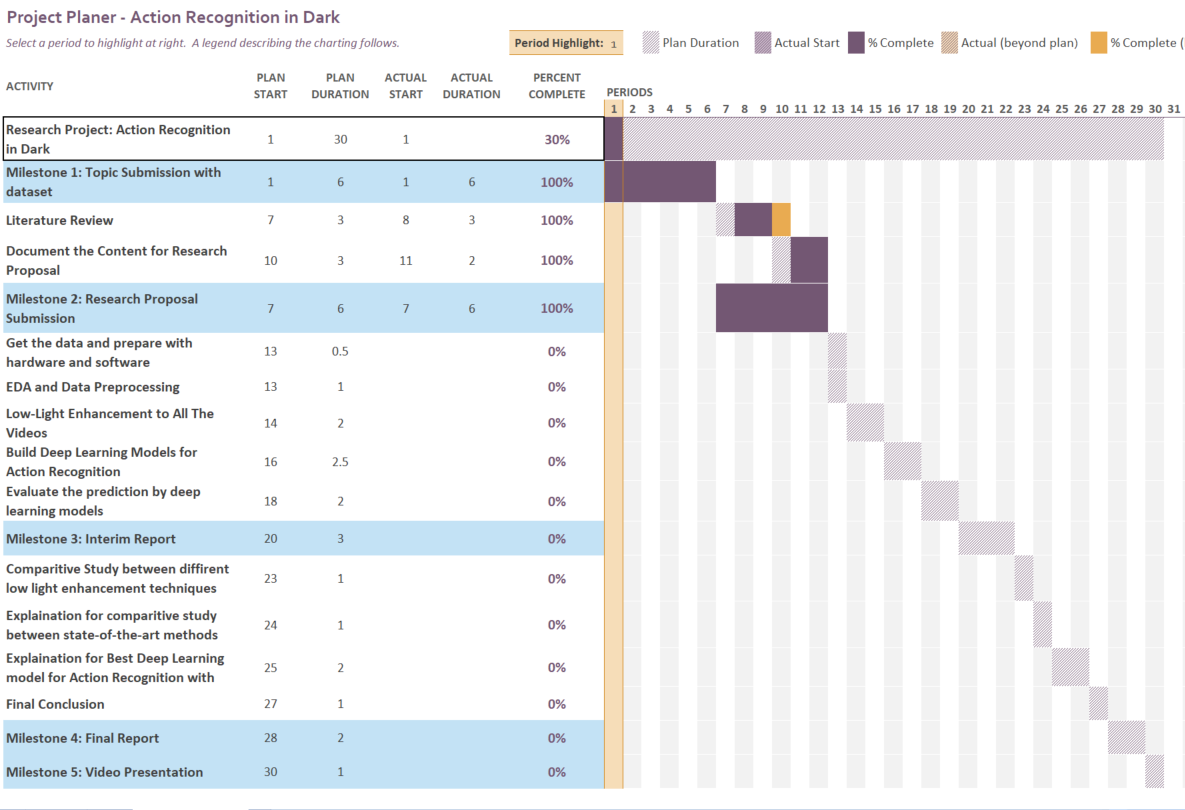 Project Planer - Action Recognition in Dark
Select a period to highlight at right. A legend describing the charting follows.
Period Highlight: 1
Plan Duration
Actual Start
% Complete
Actual (beyond plan)
% Complete (
ACTIVITY
PLAN START
PLAN DURATION
ACTUAL START
ACTUAL DURATION
PERCENT COMPLETE
PERIODS
1 2 3 4 5 6 7 8 9 10 11 12 13 14 15 16 17 18 19 20 21 22 23 24 25 26 27 28 29 30 31
Research Project: Action Recognition
in Dark
1 30 1 30%
Milestone 1: Topic Submission with
dataset
1 6 1 6 100%
Literature Review 7 3 8 3 100%
Document the Content for Research
Proposal
10 3 11 2 100%
Milestone 2: Research Proposal
Submission
7 6 7 6 100%
Get the data and prepare with
hardware and software
13 0.5 0%
EDA and Data Preprocessing 13 1 0%
Low-Light Enhancement to All The
Videos
14 2 0%
Build Deep Learning Models for
Action Recognition
16 2.5 0%
Evaluate the prediction by deep
learning models
18 2 0%
Milestone 3: Interim Report 20 3 0%
Comparitive Study between diffirent
low light enhancement techniques
23 1 0%
Explaination for comparitive study
between state-of-the-art methods
24 1 0%
Explaination for Best Deep Learning
model for Action Recognition with
25 2 0%
Final Conclusion 27 1 0%
Milestone 4: Final Report 28 2 0%
Milestone 5: Video Presentation 30 1 0%